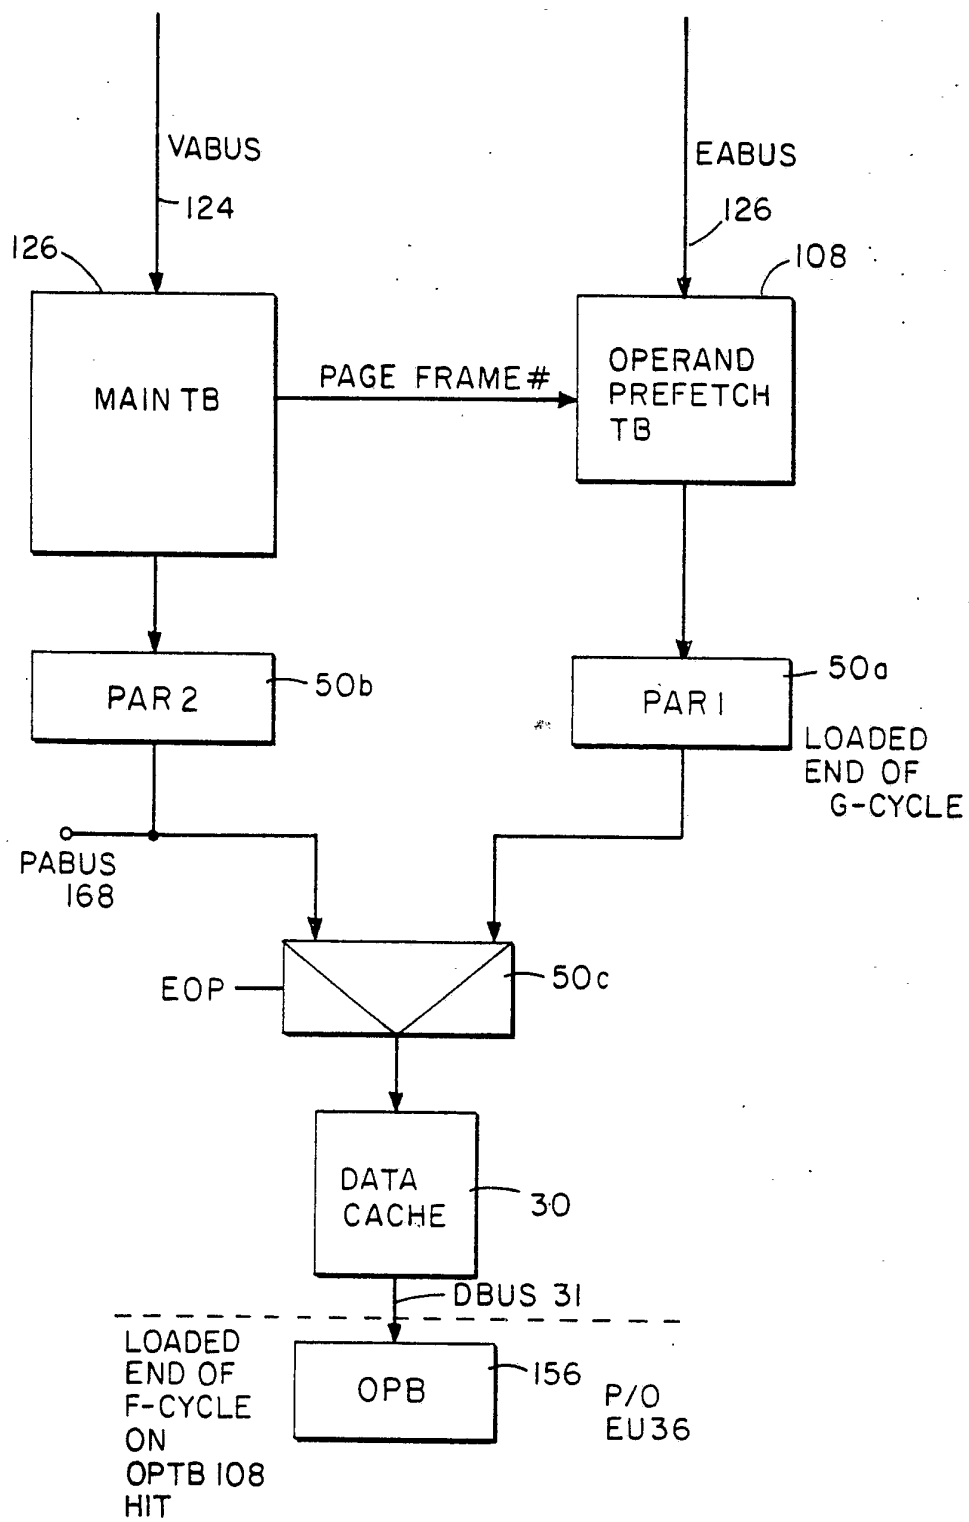 VABUS
124
EABUS
126
126
108
MAIN TB
PAGE FRAME #
OPERAND
PREFETCH
TB
PAR 2
50b
PAR 1
50a
LOADED
END OF
G-CYCLE
PABUS
168
EOP
50c
DATA
CACHE
30
DBUS 31
LOADED
END OF
F-CYCLE
ON
OPTB 108
HIT
OPB
156
P/O
EU36